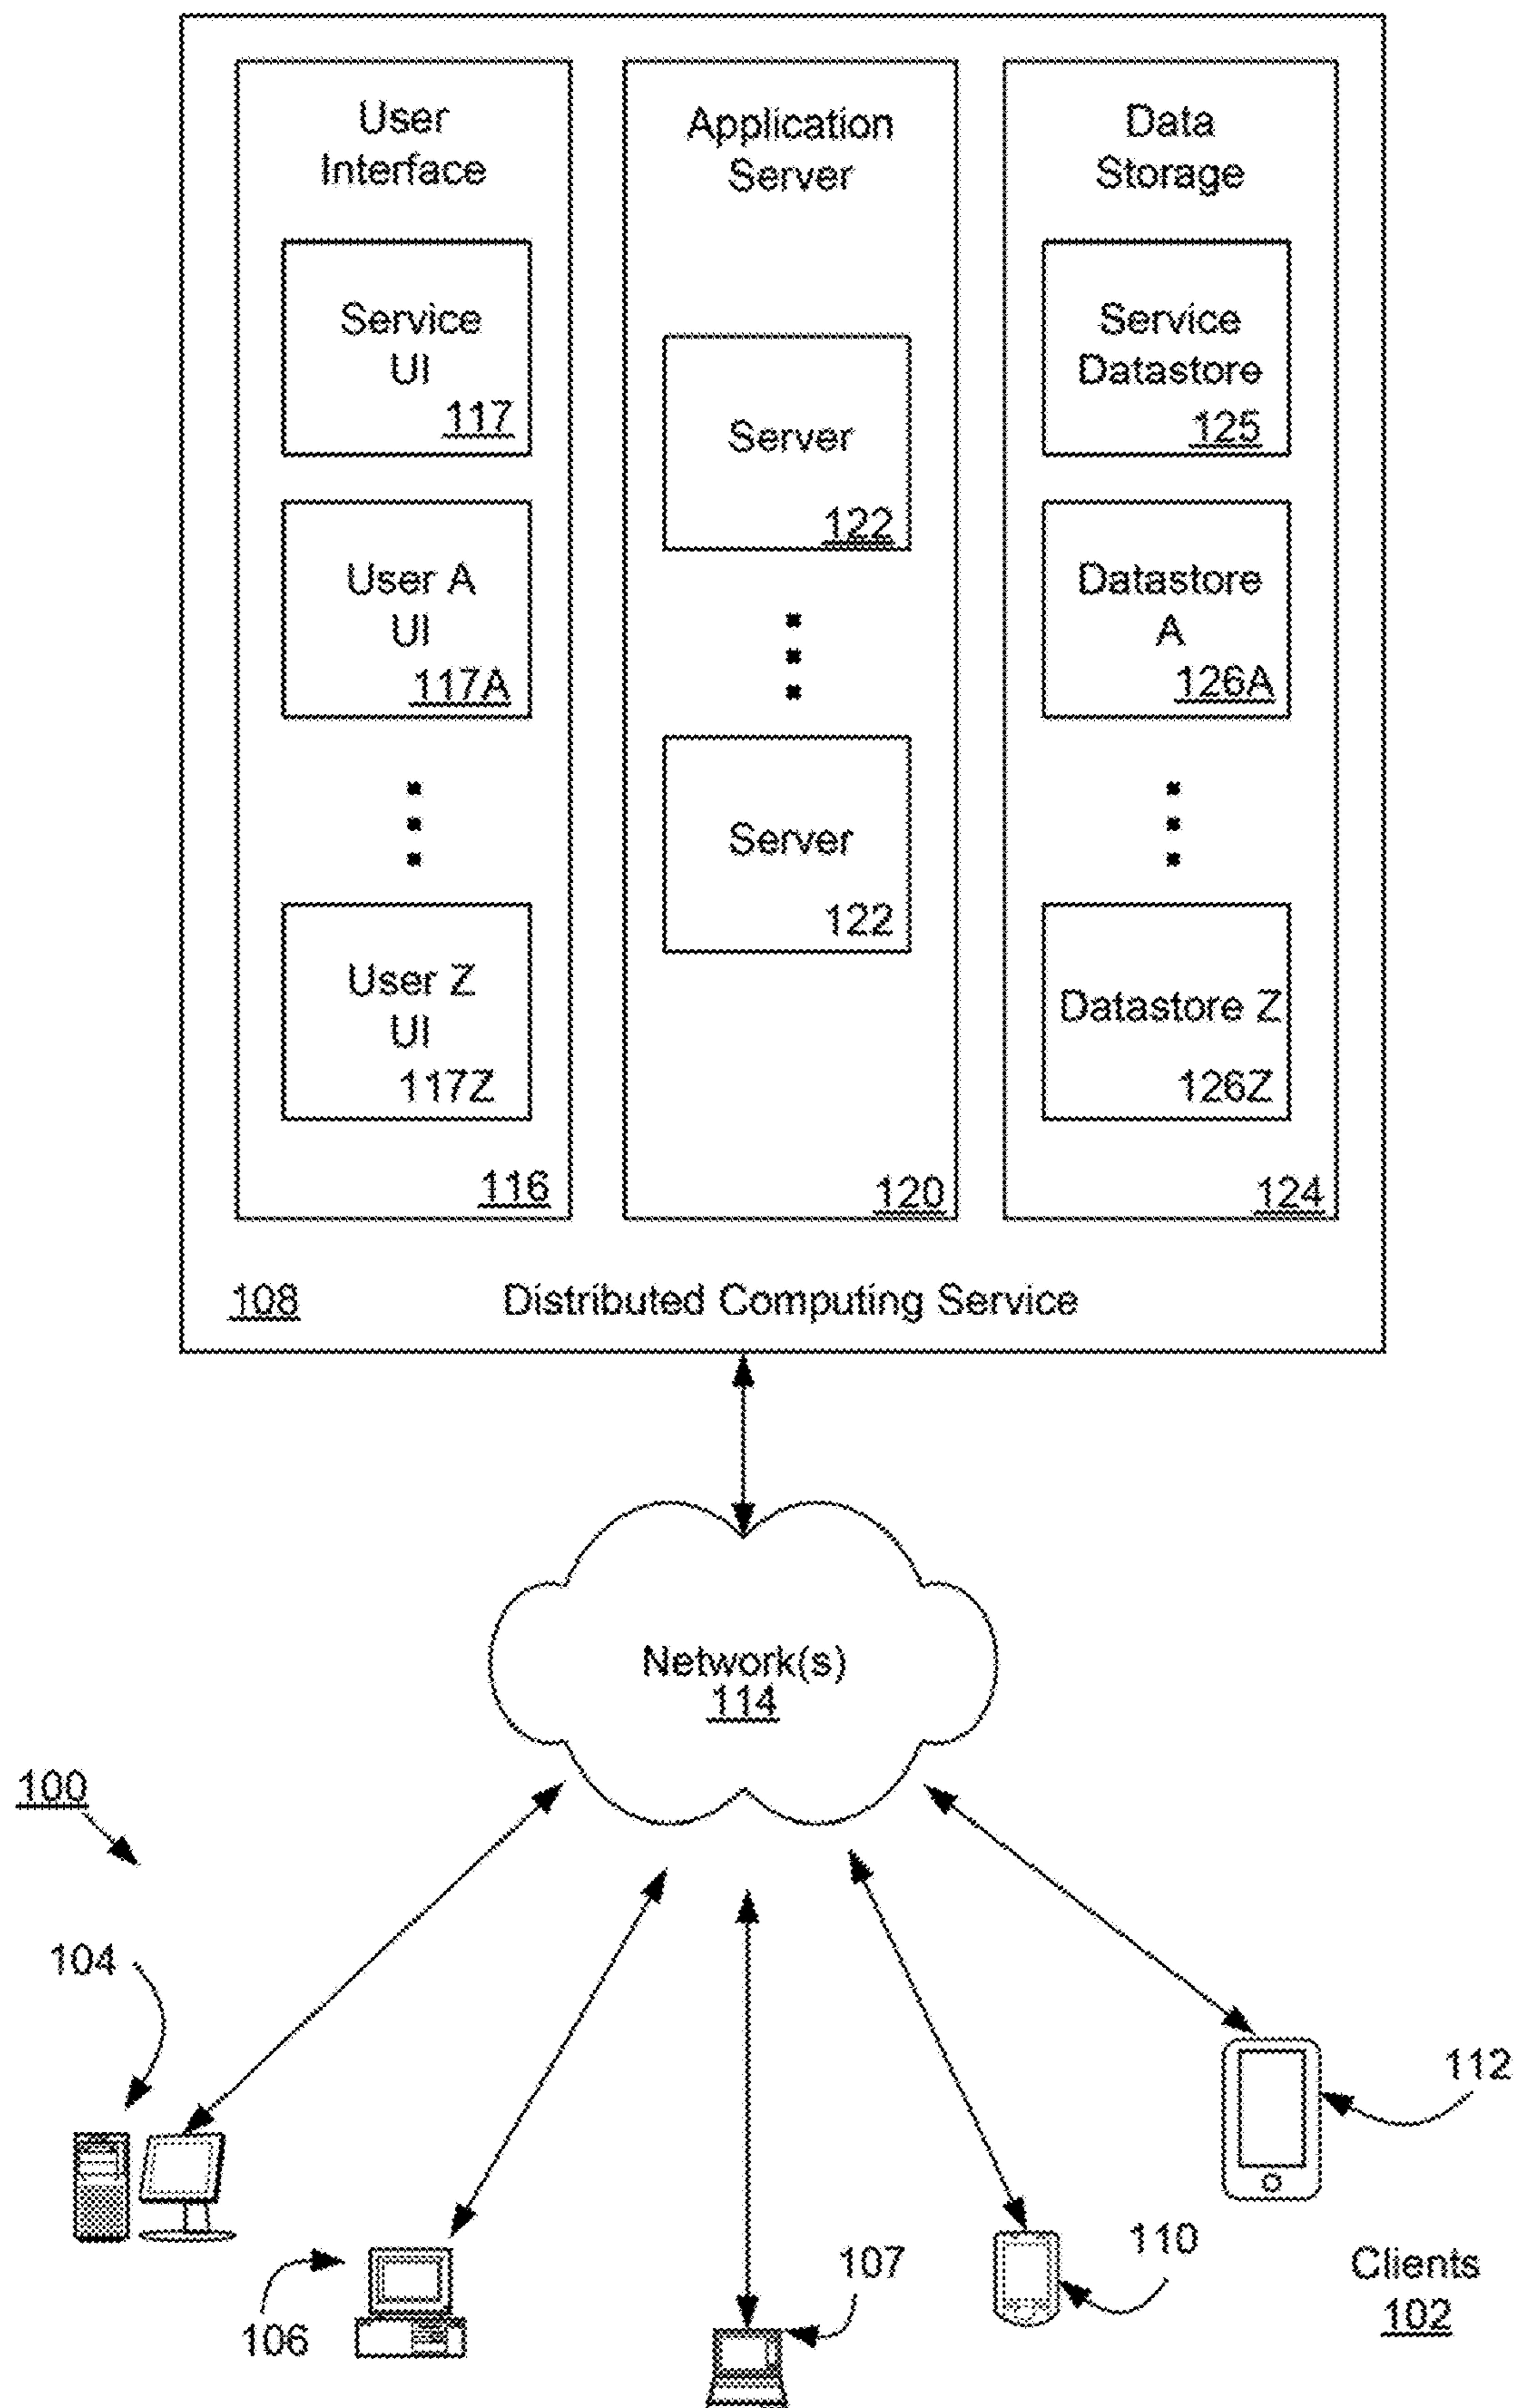 User
Interface
Service
UI
117
User A
UI
117A
User Z
UI
117Z
116
Application
Server
Server
122
Server
122
120
Data
Storage
Service
Datastore
125
Datastore
A
126A
Datastore Z
126Z
124
108
Distributed Computing Service
Network(s)
114
100
104
106
107
110
112
Clients
102